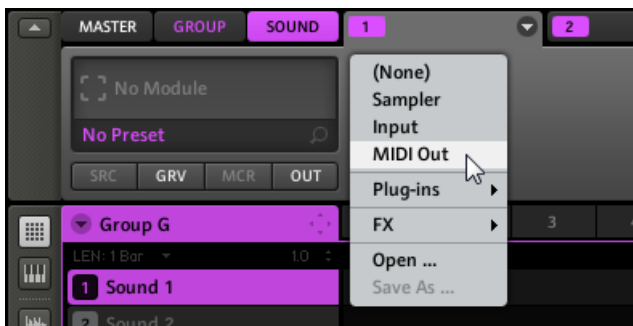 MASTER GROUP SOUND 1 2
No Module
No Preset
SRC GRV MCR OUT
(None)
Sampler
Input
MIDI Out
Plug-ins
FX
Open ...
Save As ...
Group G
3
LEN: 1 Bar 1.0
1 Sound 1
2 Sound 2